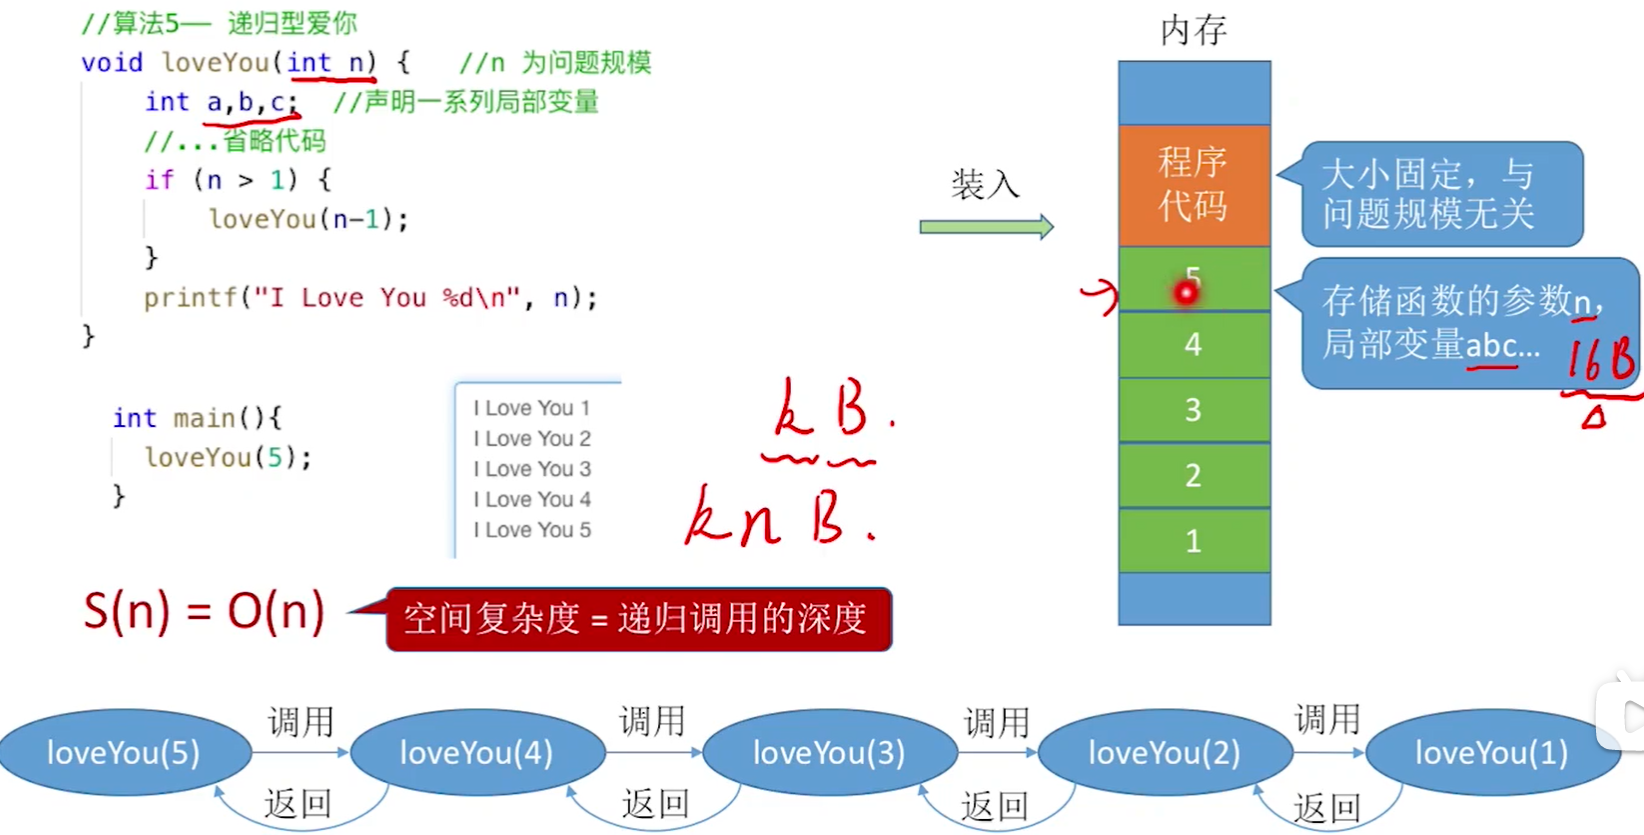 //算法5—— 递归型爱你
void loveYou(int n) {   //n 为问题规模
int a,b,c;  //声明一系列局部变量
//...省略代码
if (n > 1) {
loveYou(n-1);
}
printf("I Love You %d\n", n);
}
int main(){
loveYou(5);
}
I Love You 1
I Love You 2
I Love You 3
I Love You 4
I Love You 5
k B.
k n B.
S(n) = O(n)
空间复杂度 = 递归调用的深度
装入
内存
程序
代码
5
4
3
2
1
大小固定，与
问题规模无关
存储函数的参数n，
局部变量abc...
16B
loveYou(5)
调用
loveYou(4)
调用
loveYou(3)
调用
loveYou(2)
调用
loveYou(1)
返回
返回
返回
返回